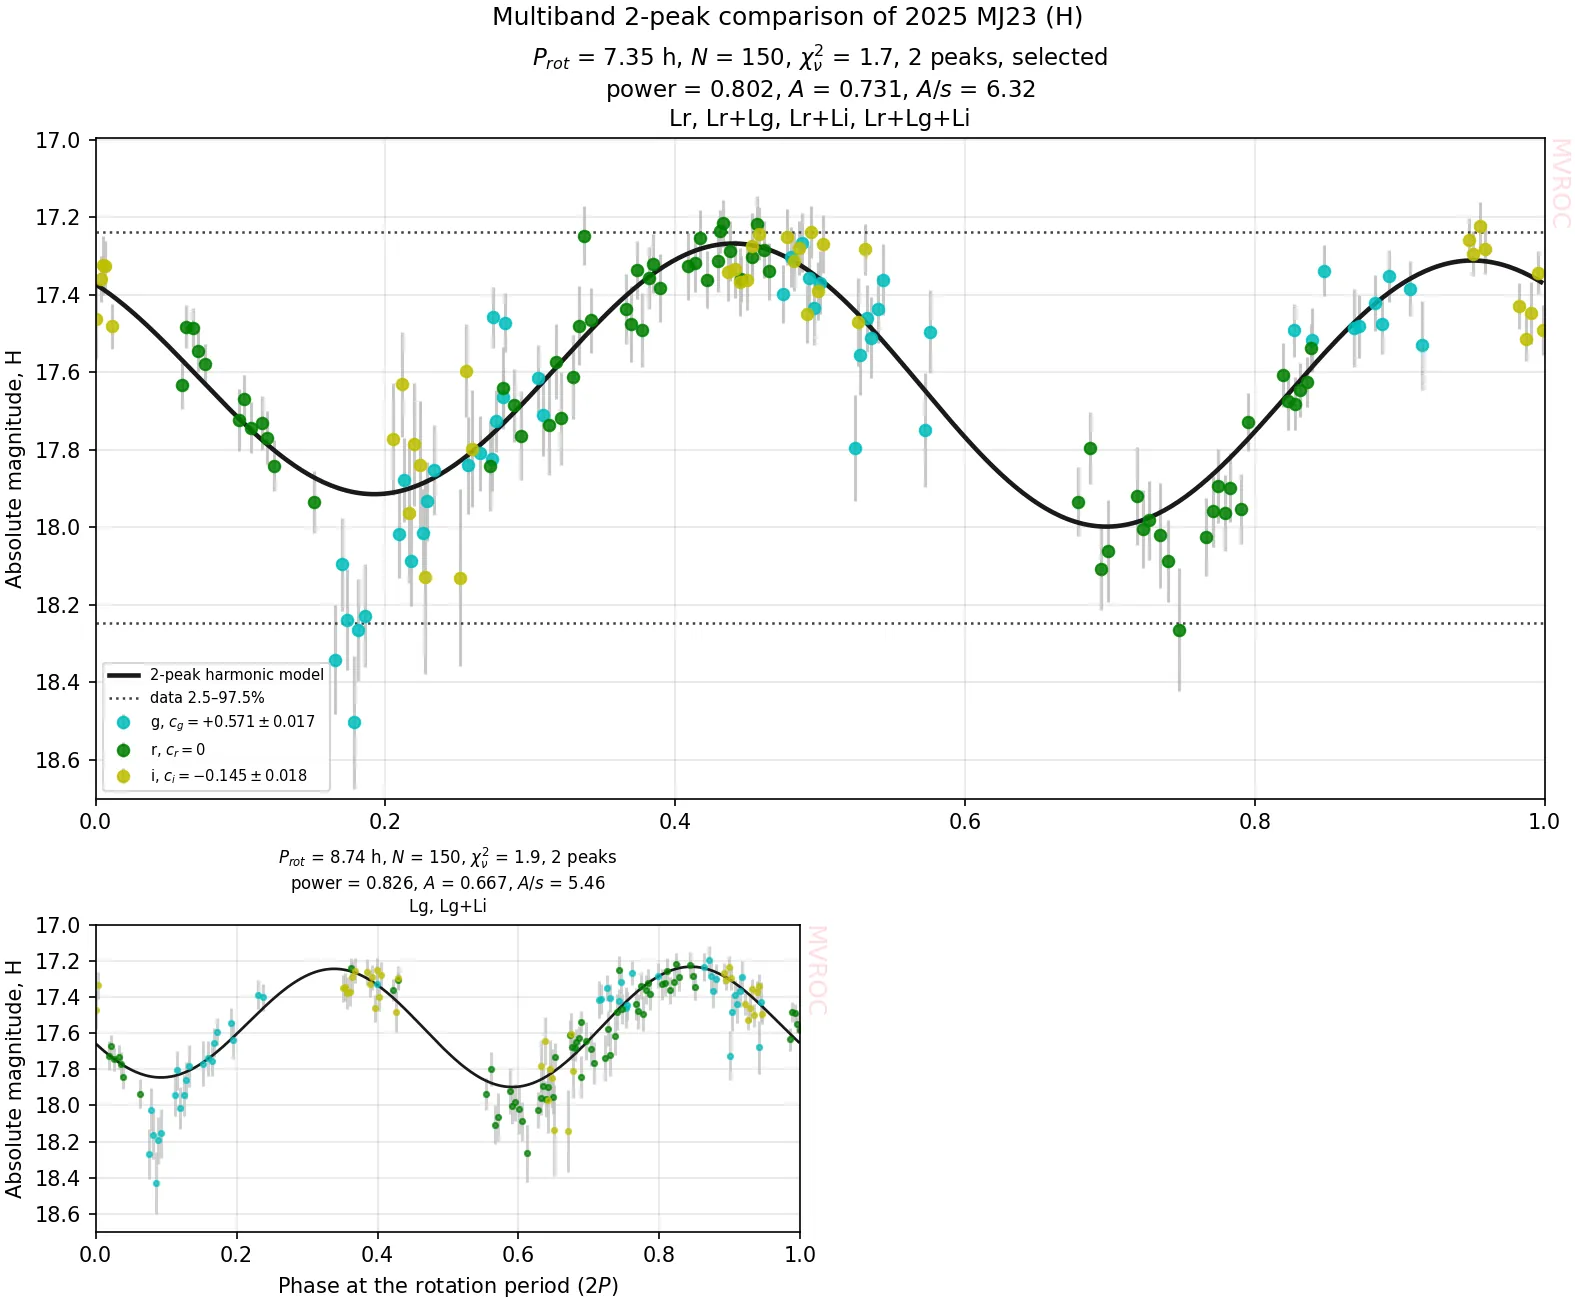 Multiband 2-peak comparison of 2025 MJ23 (H)
P_rot = 7.35 h, N = 150, χ²_ν = 1.7, 2 peaks, selected
power = 0.802, A = 0.731, A/s = 6.32
Lr, Lr+Lg, Lr+Li, Lr+Lg+Li
17.0
17.2
17.4
17.6
17.8
18.0
18.2
18.4
18.6
Absolute magnitude, H
MVROC
2-peak harmonic model
data 2.5–97.5%
g, c_g = +0.571 ± 0.017
r, c_r = 0
i, c_i = −0.145 ± 0.018
0.0 0.2 0.4 0.6 0.8 1.0
P_rot = 8.74 h, N = 150, χ²_ν = 1.9, 2 peaks
power = 0.826, A = 0.667, A/s = 5.46
Lg, Lg+Li
17.0
17.2
17.4
17.6
17.8
18.0
18.2
18.4
18.6
Absolute magnitude, H
MVROC
0.0 0.2 0.4 0.6 0.8 1.0
Phase at the rotation period (2P)